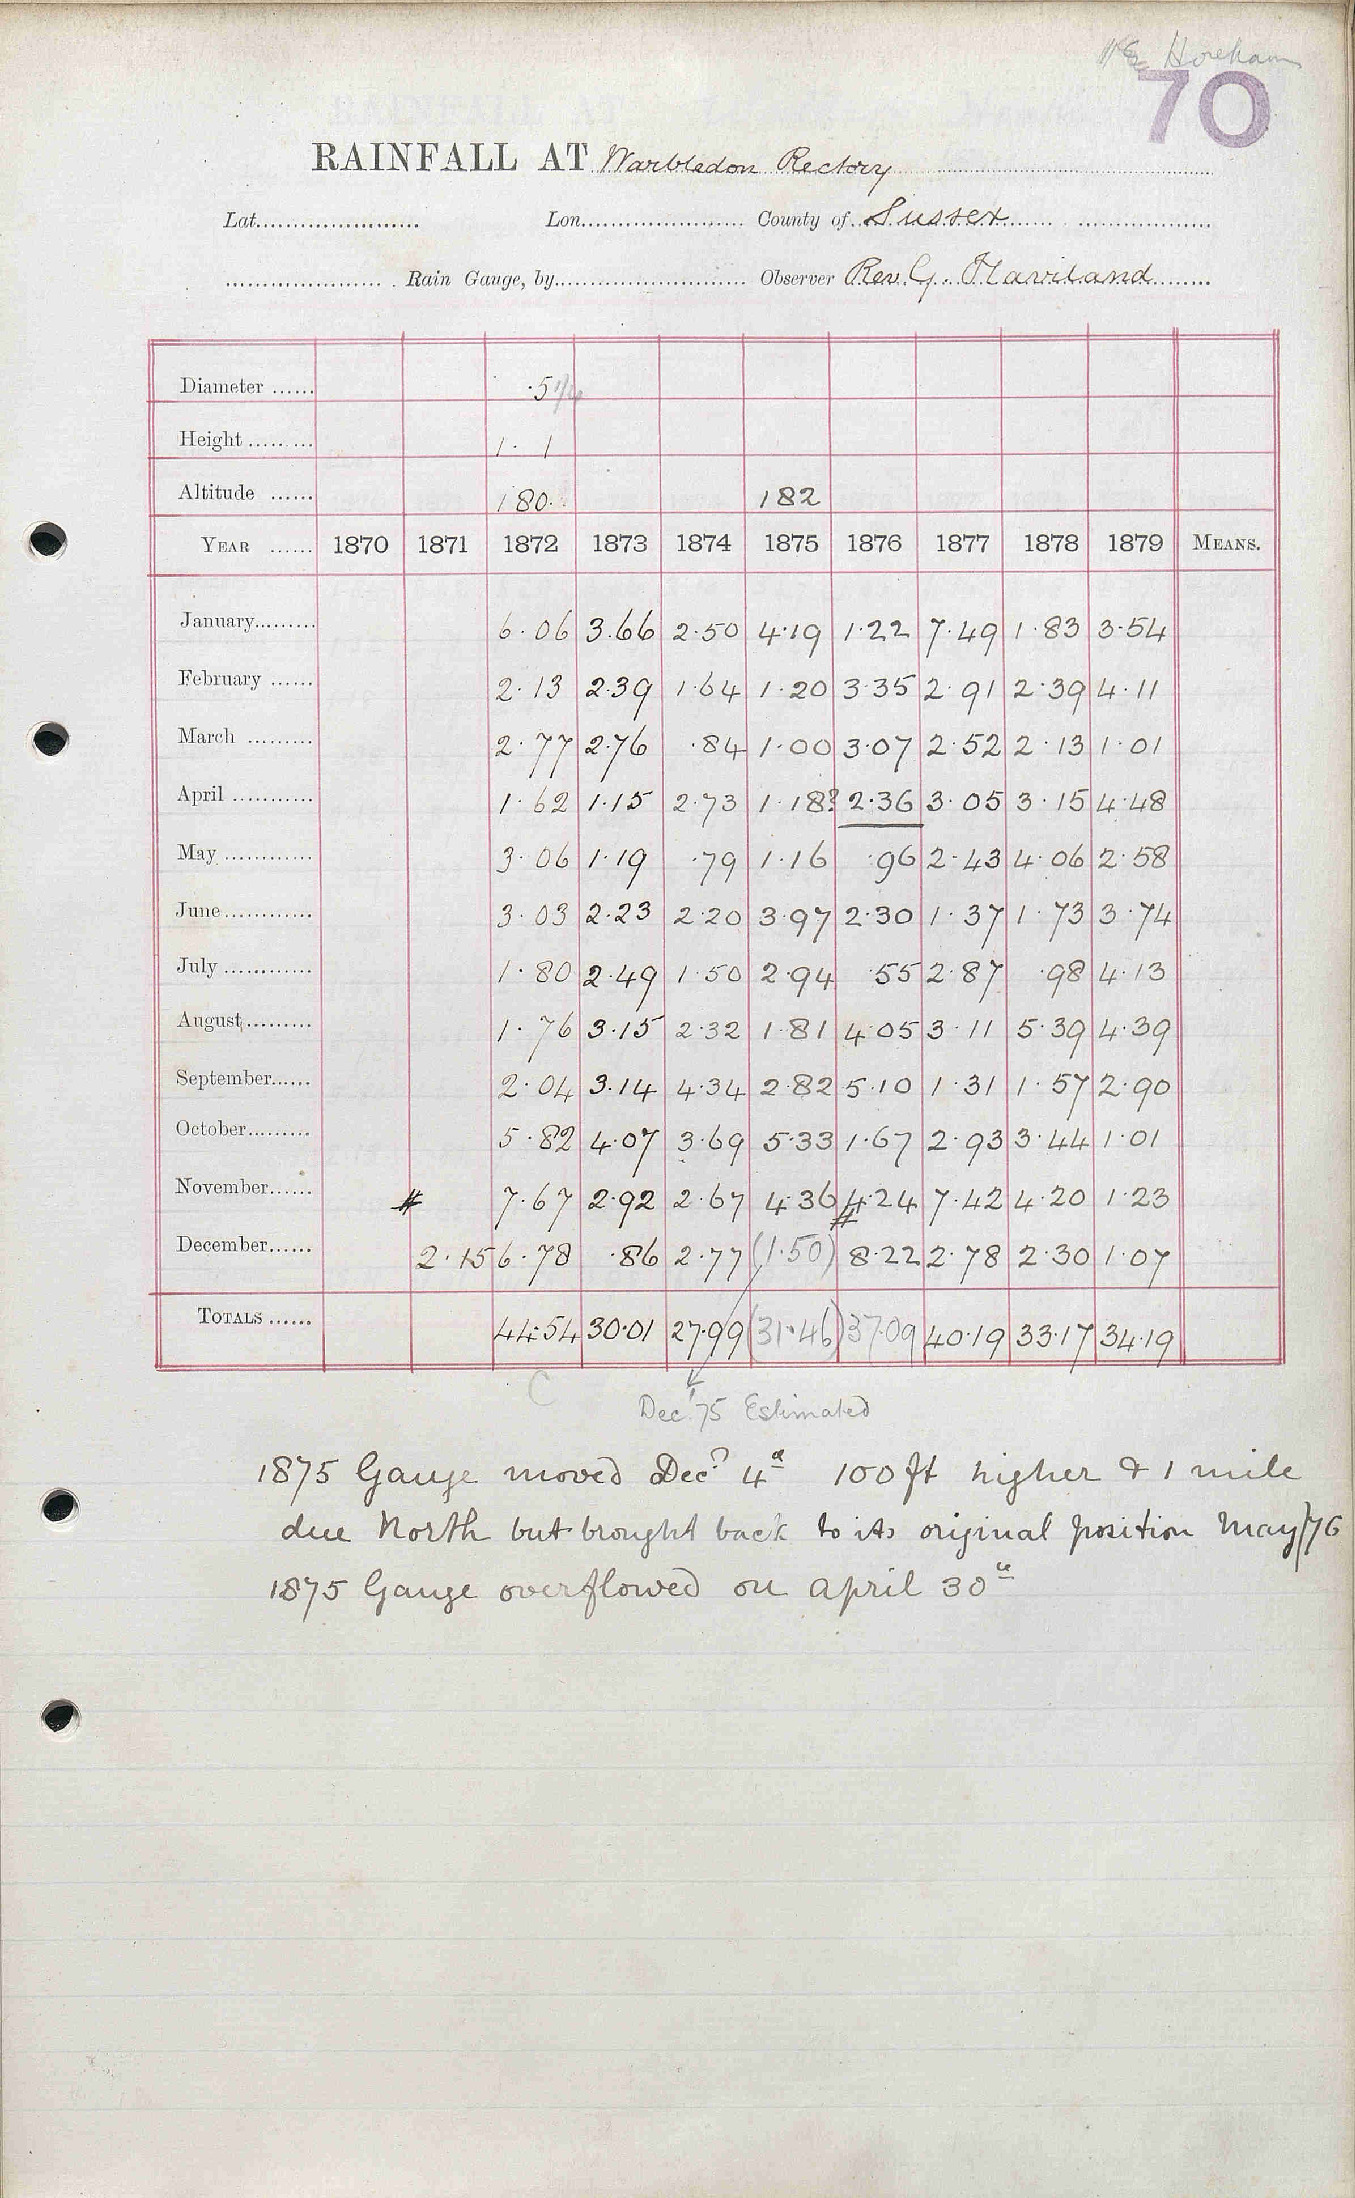 Horeham
70
RAINFALL AT Warbledon Rectory
Lat. Lon. County of Sussex
Rain Gauge, by Observer Rev. G. Haviland
Diameter ...... ·5 1/4
Height ......... 1·1
Altitude ...... 180· 182
YEAR ...... 1870 1871 1872 1873 1874 1875 1876 1877 1878 1879 MEANS.
January......... 6·06 3.66 2·50 4·19 1·22 7·49 1·83 3·54
February ...... 2·13 2·39 1·64 1·20 3·35 2·91 2·39 4·11
March ......... 2·77 2·76 ·84 1·00 3·07 2·52 2·13 1·01
April ........... 1·62 1·15 2·73 1·18? 2·36 3·05 3·15 4·48
May ............ 3·06 1·19 ·79 1·16 ·96 2·43 4·06 2·58
June............ 3·03 2·23 2·20 3·97 2·30 1·37 1·73 3·74
July ............ 1·80 2·49 1·50 2·94 ·55 2·87 ·98 4·13
August......... 1·76 3·15 2·32 1·81 4·05 3·11 5·39 4·39
September...... 2·04 3·14 4·34 2·82 5·10 1·31 1·57 2·90
October......... 5·82 4·07 3·69 5·33 1·67 2·93 3·44 1·01
November...... # 7·67 2·92 2·67 4·36 # 4·24 7·42 4·20 1·23
December...... 2·15 6·78 ·86 2·77 (1·50) 8·22 2·78 2·30 1·07
TOTALS ...... 44·54 30·01 27·99 (31·46) 37·09 40·19 33·17 34·19
C
Dec '75 Estimated
1875 Gauge moved Dec? 4th 100 ft higher & 1 mile
due North but brought back to its original position May/76
1875 Gauge overflowed on April 30th